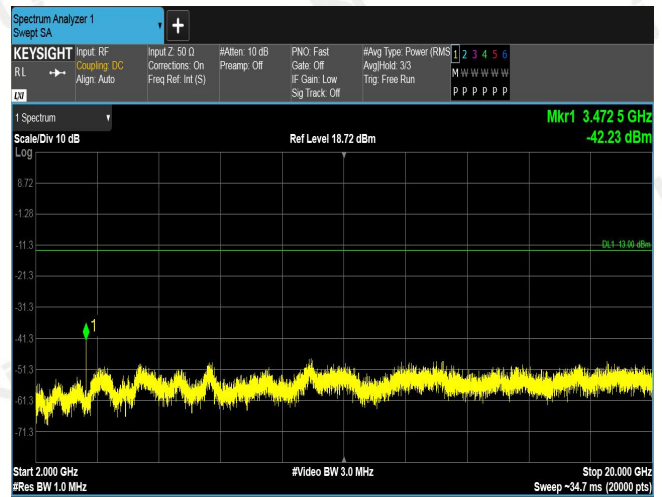 Spectrum Analyzer 1
Swept SA
+
KEYSIGHT Input: RF Input Z: 50 Ω #Atten: 10 dB PNO: Fast #Avg Type: Power (RMS 1 2 3 4 5 6
R L Coupling: DC Corrections: On Preamp: Off Gate: Off Avg|Hold: 3/3 M W W W W W
Align: Auto Freq Ref: Int (S) IF Gain: Low Trig: Free Run
LXI Sig Track: Off P P P P P P
1 Spectrum Mkr1 3.472 5 GHz
Scale/Div 10 dB Ref Level 18.72 dBm -42.23 dBm
Log
8.72
-1.28
-11.3 DL1 -13.00 dBm
-21.3
-31.3
1
-41.3
-51.3
-61.3
-71.3
Start 2.000 GHz #Video BW 3.0 MHz Stop 20.000 GHz
#Res BW 1.0 MHz Sweep ~34.7 ms (20000 pts)